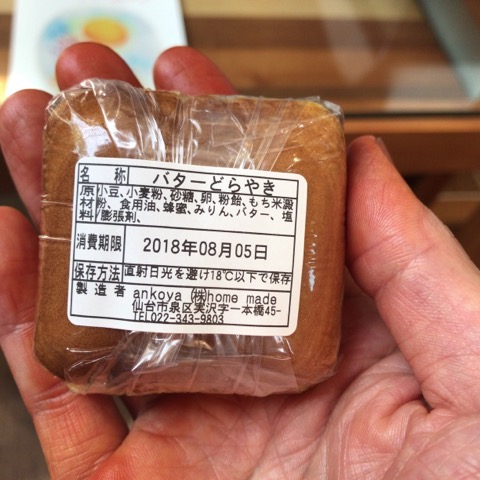 名 称 バターどらやき
原材料 小豆、小麦粉、砂糖、卵、粉飴、もち米澱
粉、食用油、蜂蜜、みりん、バター、塩
/膨張剤、
消費期限 2018年08月05日
保存方法 直射日光を避け18℃以下で保存
製造者 ankoya ㈱home made
仙台市泉区実沢字一本橋45-
TEL022-343-9803